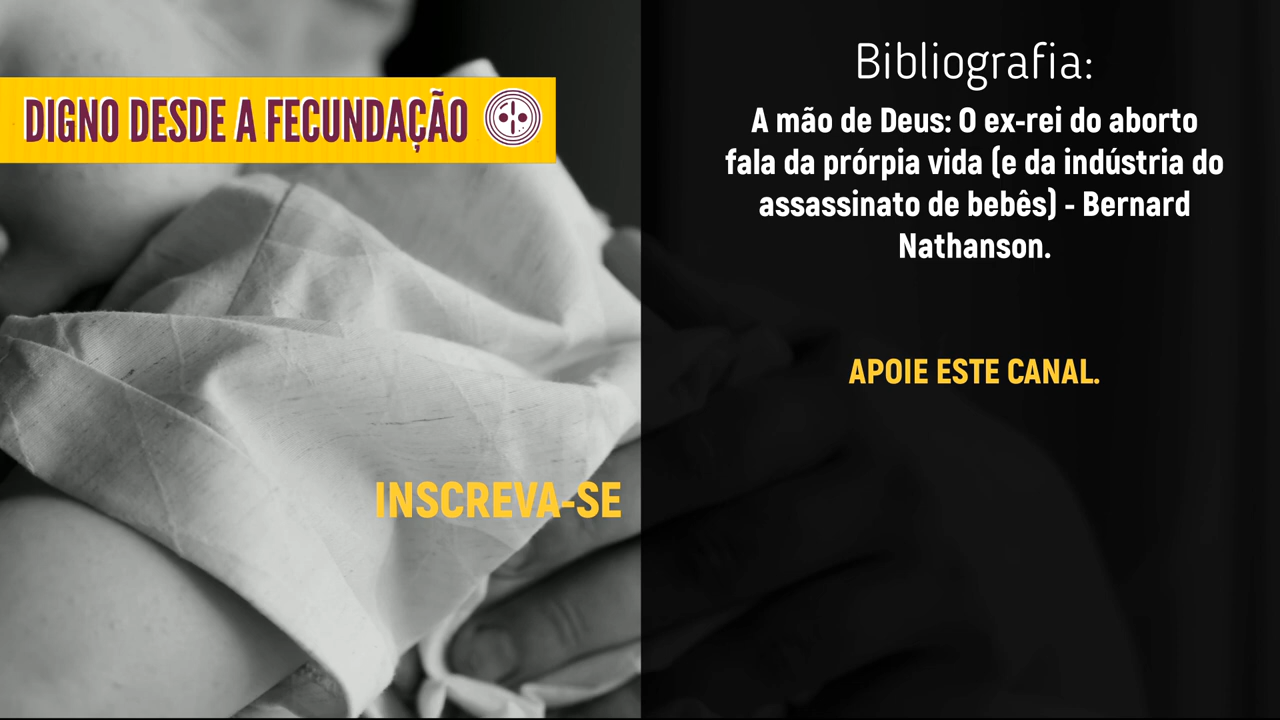 DIGNO DESDE A FECUNDAÇÃO
Bibliografia:
A mão de Deus: O ex-rei do aborto
fala da prórpia vida (e da indústria do
assassinato de bebês) - Bernard
Nathanson.
APOIE ESTE CANAL.
INSCREVA-SE